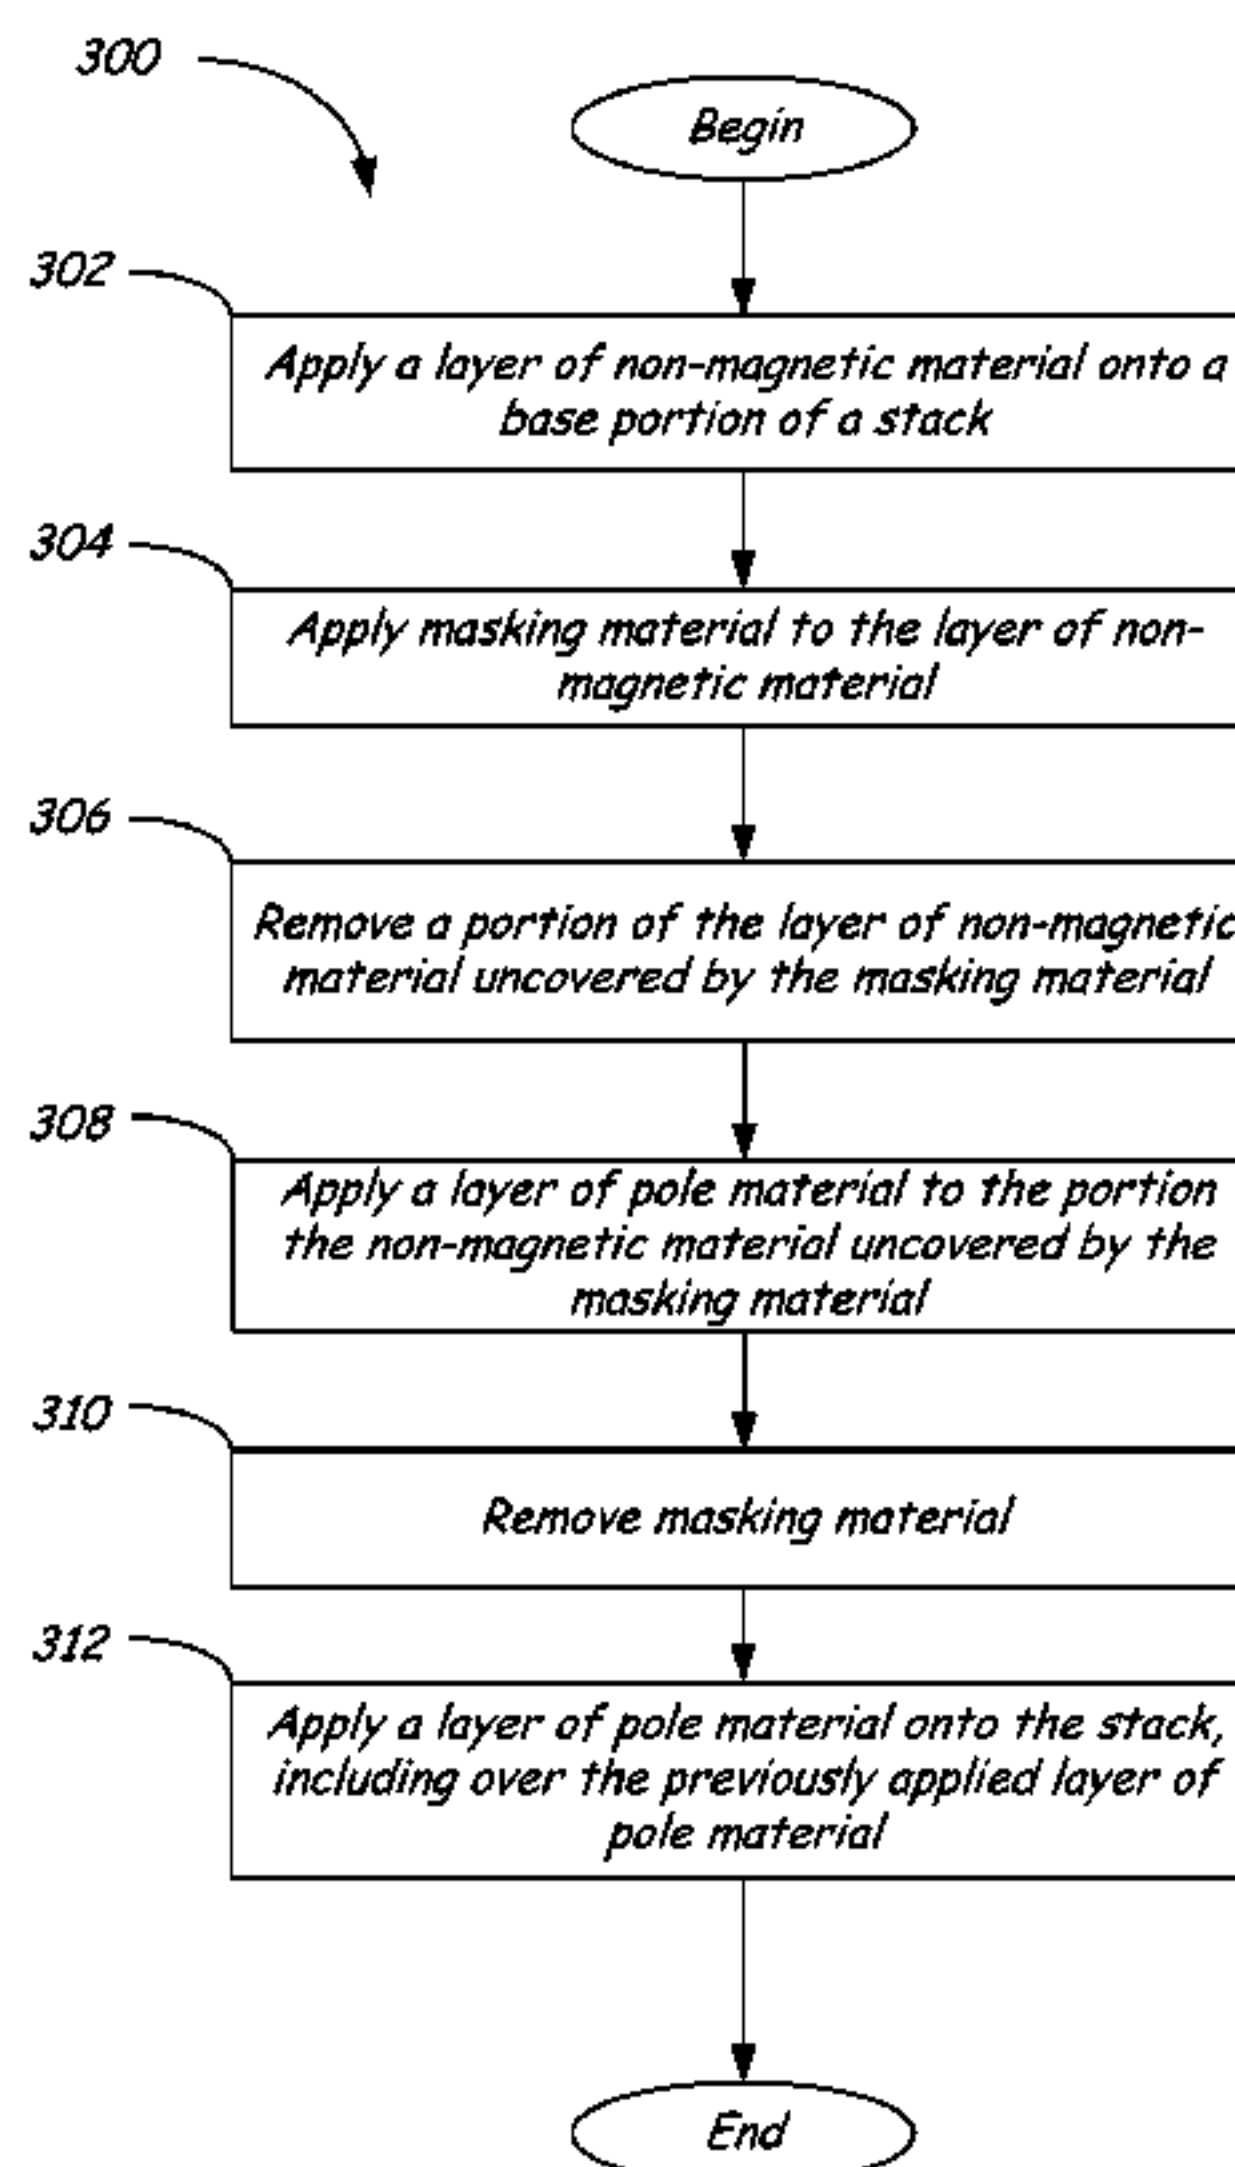 300
Begin
302
Apply a layer of non-magnetic material onto a
base portion of a stack
304
Apply masking material to the layer of non-
magnetic material
306
Remove a portion of the layer of non-magnetic
material uncovered by the masking material
308
Apply a layer of pole material to the portion
the non-magnetic material uncovered by the
masking material
310
Remove masking material
312
Apply a layer of pole material onto the stack,
including over the previously applied layer of
pole material
End